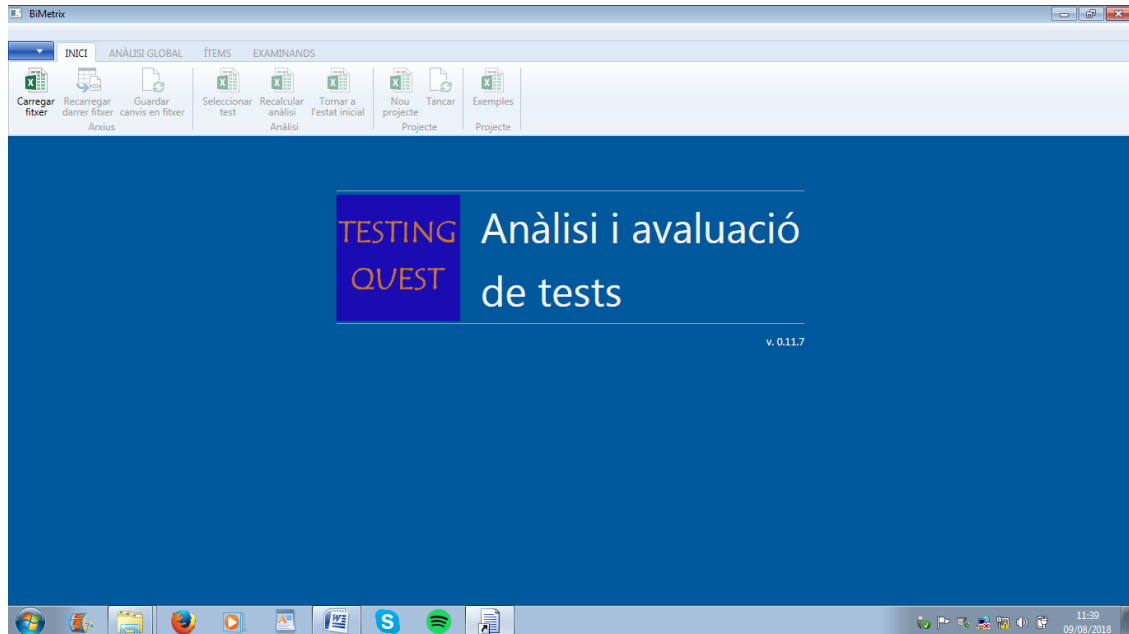 BiMetrix
INICI ANÀLISI GLOBAL ÍTEMS EXAMINANDS
Carregar fitxer
Recarregar darrer fitxer
Guardar canvis en fitxer
Arxius
Seleccionar test
Recalcular anàlisi
Tornar a l'estat inicial
Anàlisi
Nou projecte
Tancar
Projecte
Exemples
Projecte
TESTING
QUEST
Anàlisi i avaluació
de tests
v. 0.11.7
11:39
09/08/2018